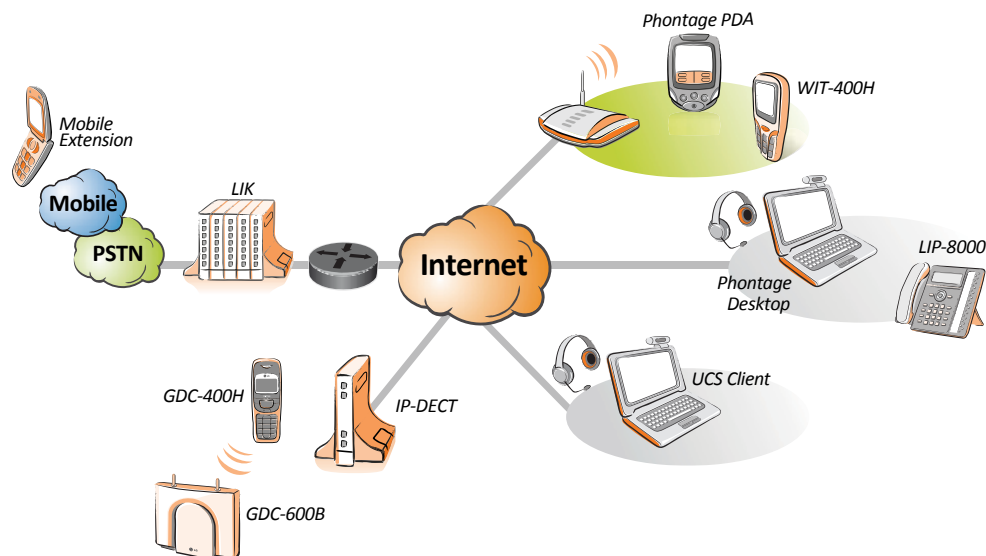 Phontage PDA
WIT-400H
Mobile
Extension
LIK
Mobile
PSTN
Internet
LIP-8000
Phontage
Desktop
GDC-400H
IP-DECT
UCS Client
GDC-600B